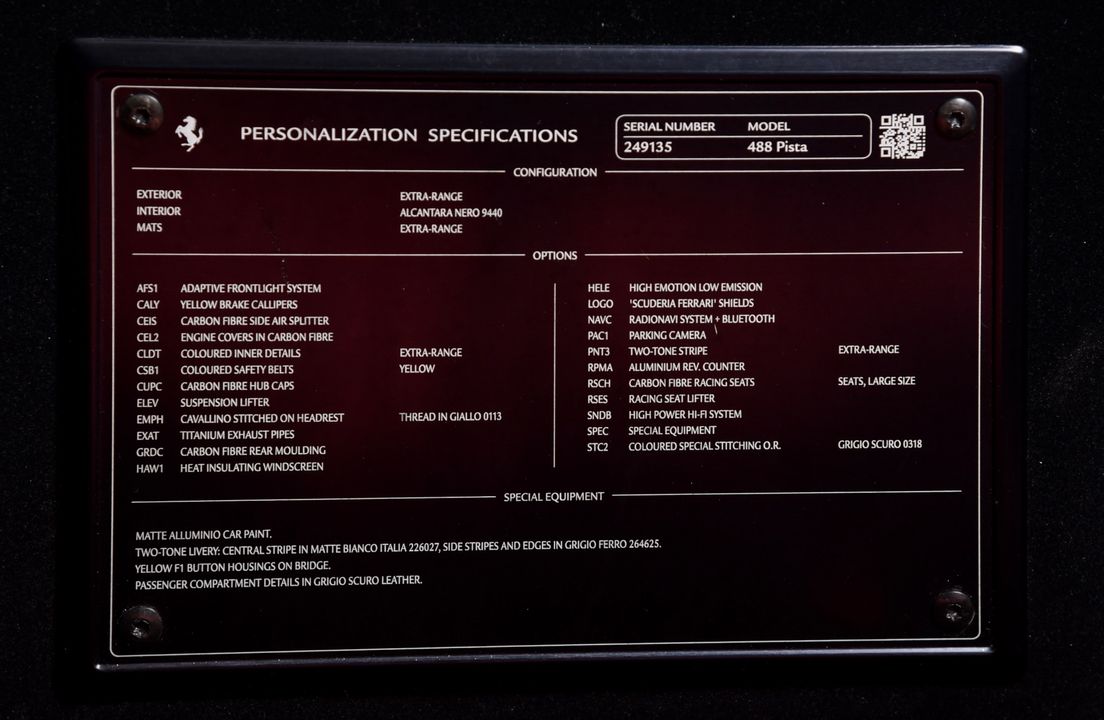 PERSONALIZATION SPECIFICATIONS
SERIAL NUMBER MODEL
249135 488 Pista
CONFIGURATION
EXTERIOR EXTRA-RANGE
INTERIOR ALCANTARA NERO 9440
MATS EXTRA-RANGE
OPTIONS
AFS1 ADAPTIVE FRONTLIGHT SYSTEM
CALY YELLOW BRAKE CALLIPERS
CEIS CARBON FIBRE SIDE AIR SPLITTER
CEL2 ENGINE COVERS IN CARBON FIBRE
CLDT COLOURED INNER DETAILS EXTRA-RANGE
CSB1 COLOURED SAFETY BELTS YELLOW
CUPC CARBON FIBRE HUB CAPS
ELEV SUSPENSION LIFTER
EMPH CAVALLINO STITCHED ON HEADREST THREAD IN GIALLO 0113
EXAT TITANIUM EXHAUST PIPES
GRDC CARBON FIBRE REAR MOULDING
HAW1 HEAT INSULATING WINDSCREEN
HELE HIGH EMOTION LOW EMISSION
LOGO 'SCUDERIA FERRARI' SHIELDS
NAVC RADIONAVI SYSTEM + BLUETOOTH
PAC1 PARKING CAMERA
PNT3 TWO-TONE STRIPE EXTRA-RANGE
RPMA ALUMINIUM REV. COUNTER
RSCH CARBON FIBRE RACING SEATS SEATS, LARGE SIZE
RSES RACING SEAT LIFTER
SNDB HIGH POWER HI-FI SYSTEM
SPEC SPECIAL EQUIPMENT
STC2 COLOURED SPECIAL STITCHING O.R. GRIGIO SCURO 0318
SPECIAL EQUIPMENT
MATTE ALLUMINIO CAR PAINT.
TWO-TONE LIVERY: CENTRAL STRIPE IN MATTE BIANCO ITALIA 226027, SIDE STRIPES AND EDGES IN GRIGIO FERRO 264625.
YELLOW F1 BUTTON HOUSINGS ON BRIDGE.
PASSENGER COMPARTMENT DETAILS IN GRIGIO SCURO LEATHER.